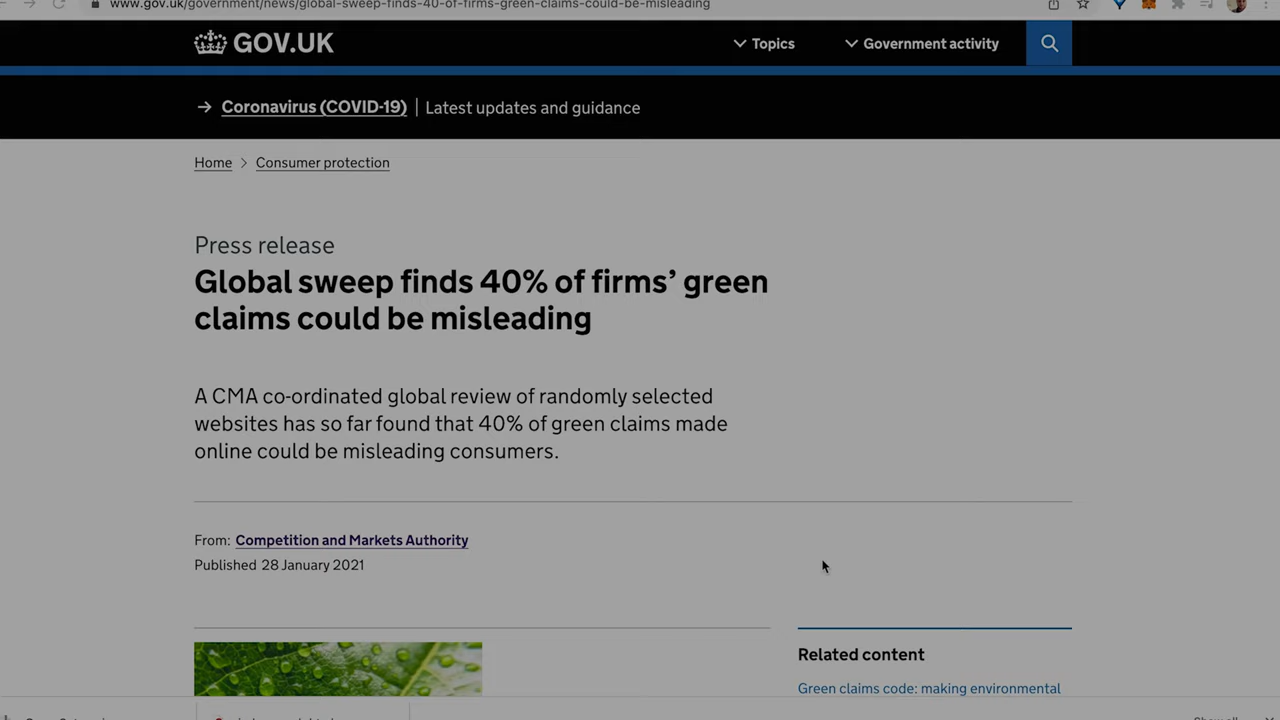 www.gov.uk/government/news/global-sweep-finds-40-of-firms-green-claims-could-be-misleading
GOV.UK
Topics
Government activity
→ Coronavirus (COVID-19) | Latest updates and guidance
Home > Consumer protection
Press release
Global sweep finds 40% of firms’ green
claims could be misleading
A CMA co-ordinated global review of randomly selected
websites has so far found that 40% of green claims made
online could be misleading consumers.
From: Competition and Markets Authority
Published 28 January 2021
Related content
Green claims code: making environmental